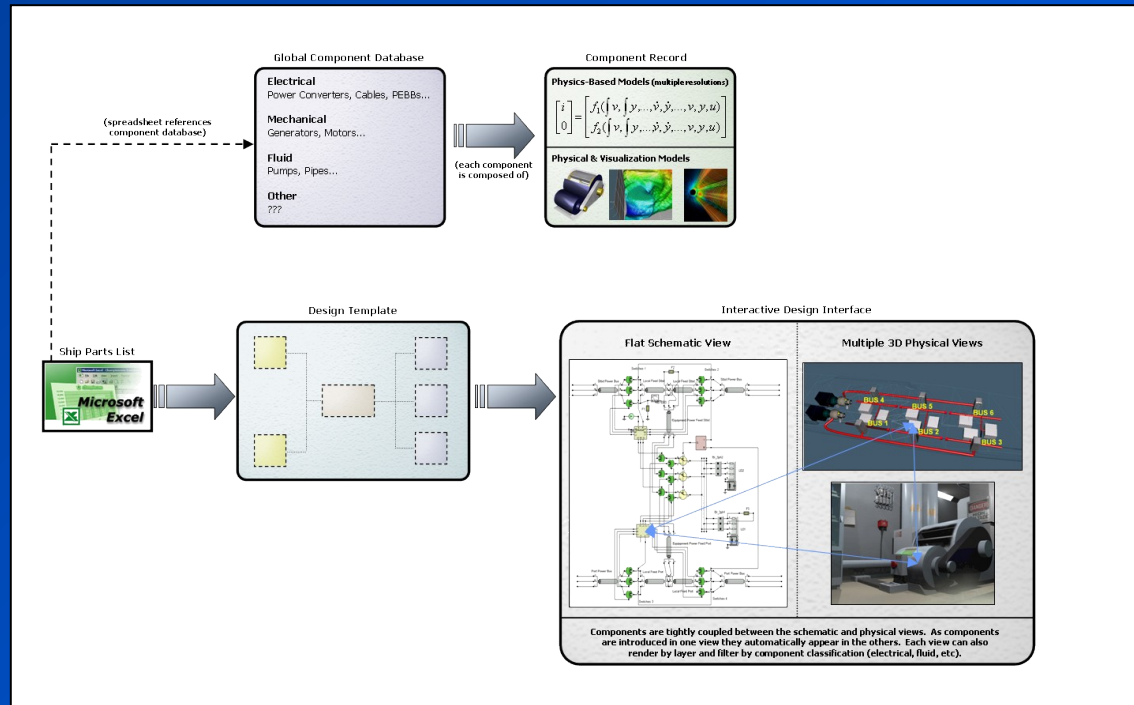 Global Component Database
Component Record
Electrical
Power Converters, Cables, PEBBs...
Mechanical
Generators, Motors...
Fluid
Pumps, Pipes...
Other
???
(spreadsheet references
component database)
(each component
is composed of)
Physics-Based Models (multiple resolutions)
[i 0] = [f₁(∫v, ∫y,...,v̇, ẏ,..., v, y, u) f₂(∫v, ∫y,...,v̇, ẏ,..., v, y, u)]
Physical & Visualization Models
Ship Parts List
Microsoft
Excel
Design Template
Interactive Design Interface
Flat Schematic View
Multiple 3D Physical Views
BUS 4
BUS 5
BUS 6
BUS 1
BUS 2
BUS 3
Components are tightly coupled between the schematic and physical views. As components
are introduced in one view they automatically appear in the others. Each view can also
render by layer and filter by component classification (electrical, fluid, etc).